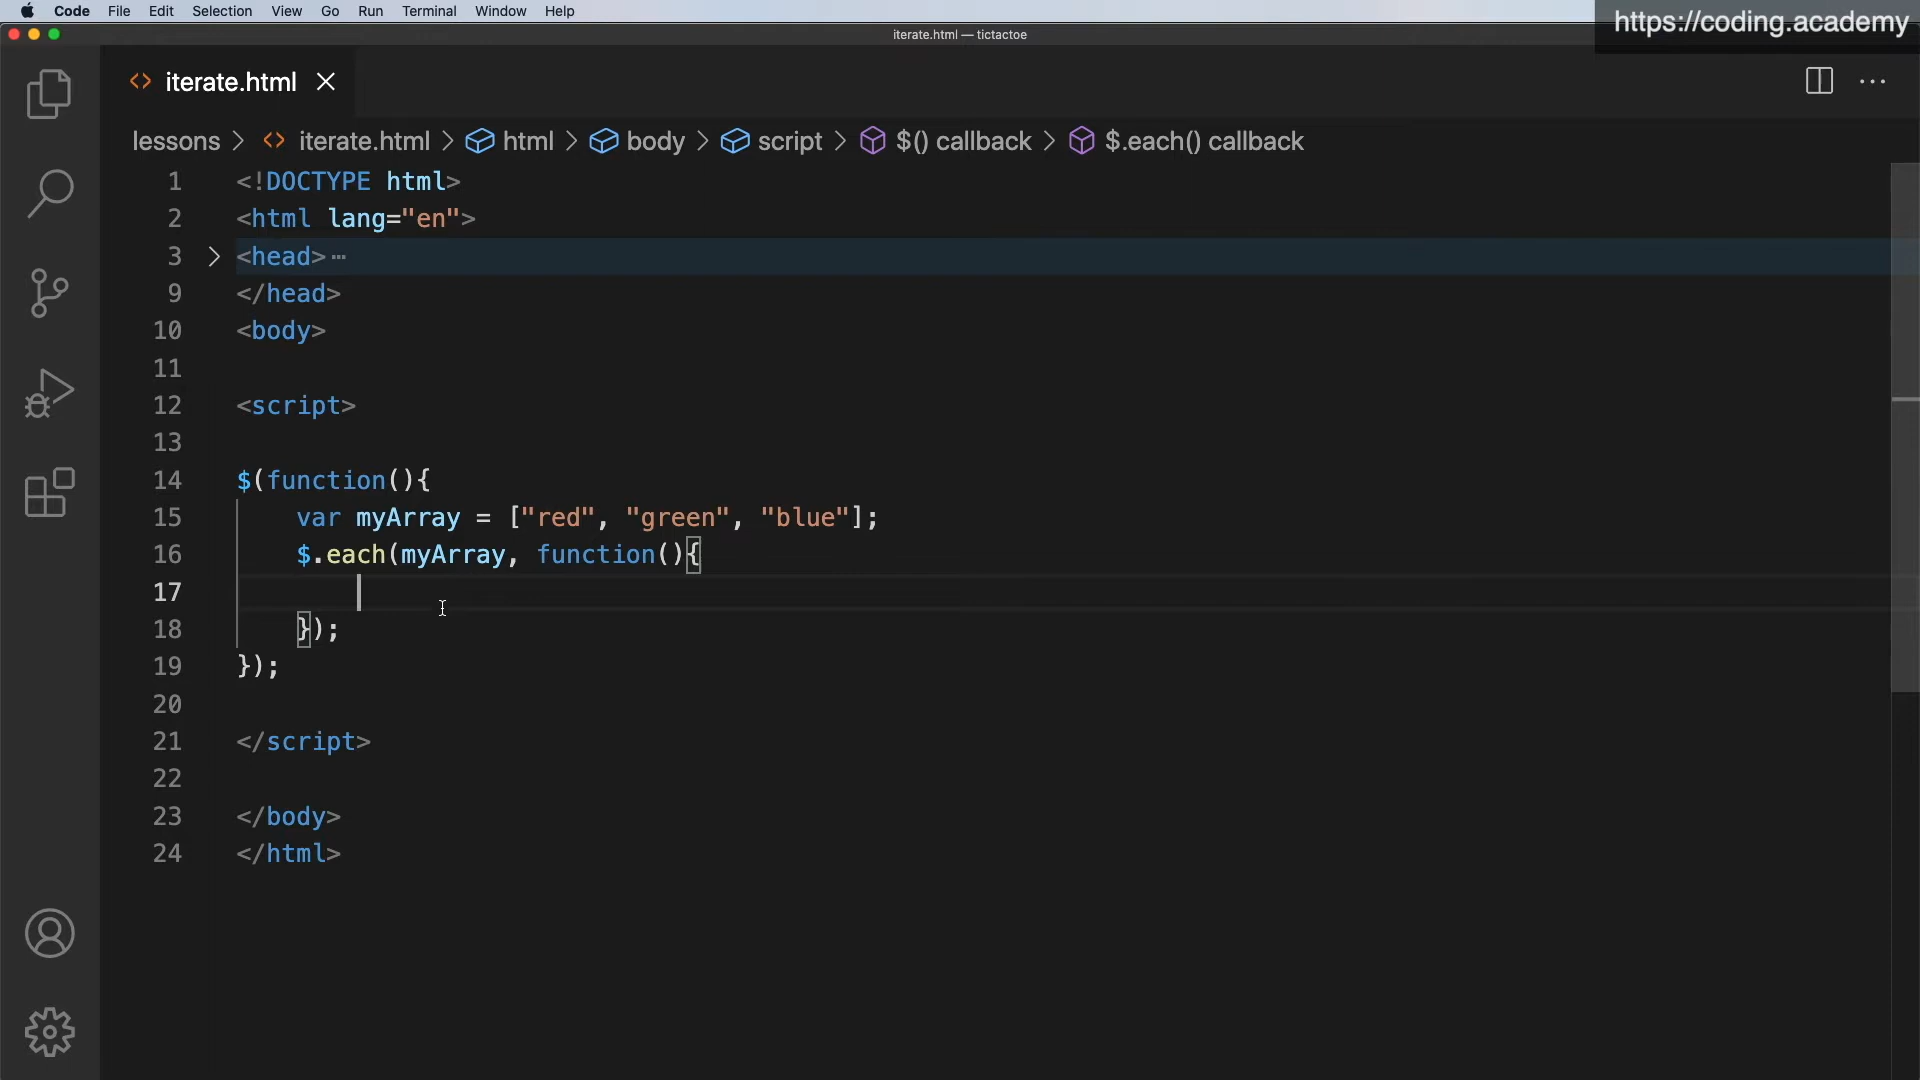 Code File Edit Selection View Go Run Terminal Window Help
https://coding.academy
iterate.html — tictactoe
<> iterate.html
lessons > <> iterate.html > html > body > script > $() callback > $.each() callback
1 <!DOCTYPE html>
2 <html lang="en">
3 <head>⋯
9 </head>
10 <body>
11
12 <script>
13
14 $(function(){
15 var myArray = ["red", "green", "blue"];
16 $.each(myArray, function(){
17
18 });
19 });
20
21 </script>
22
23 </body>
24 </html>